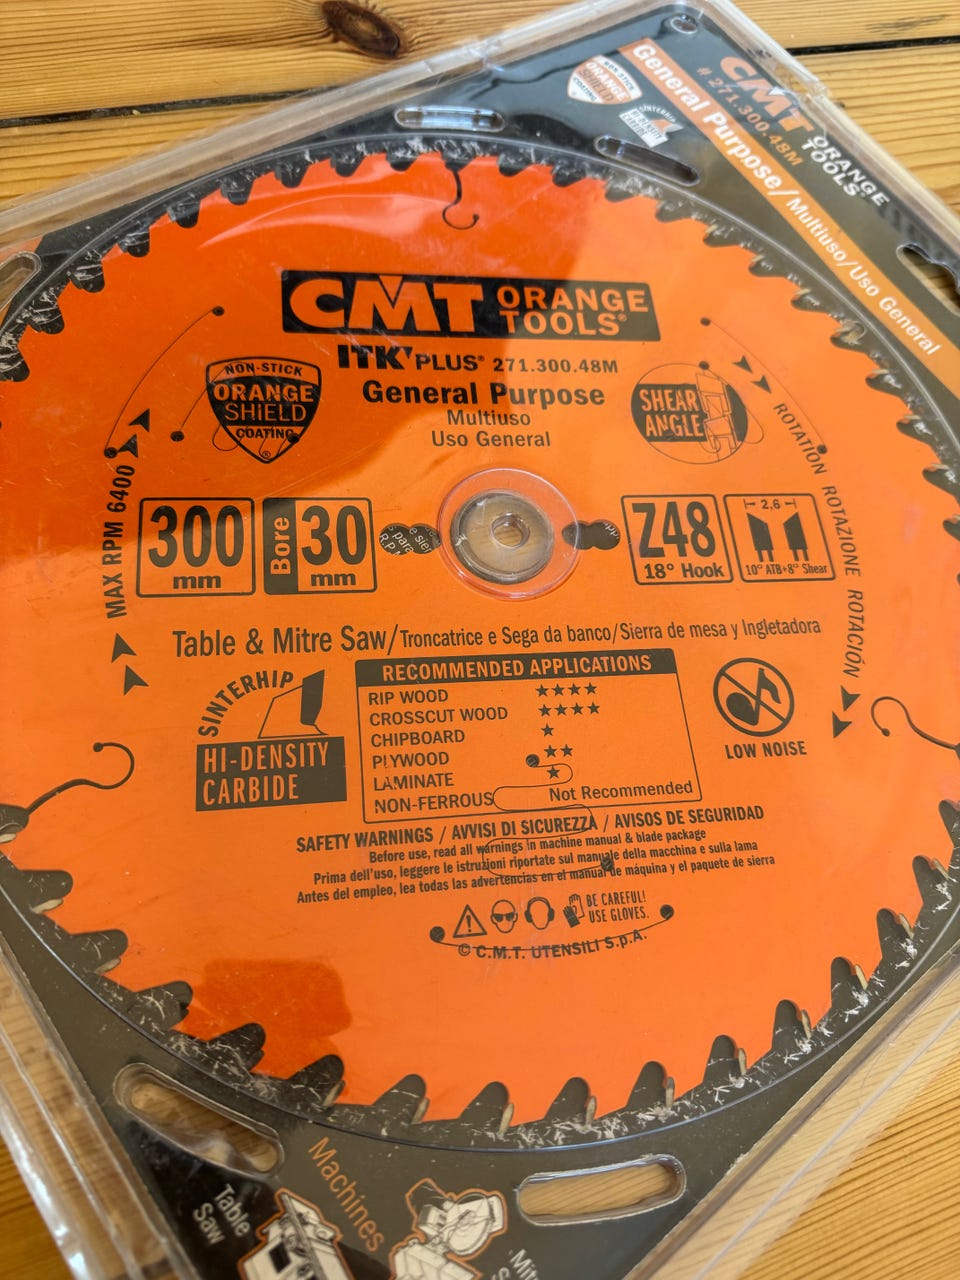 CMT ORANGE TOOLS
# 271.300.48M
General Purpose/Multiuso/Uso General
NON-STICK
ORANGE
SHIELD
COATING
SINTERHIP
HI-DENSITY
CARBIDE
CMT ORANGE TOOLS®
ITK PLUS® 271.300.48M
General Purpose
Multiuso
Uso General
NON-STICK
ORANGE
SHIELD
COATING
®
SHEAR
ANGLE
MAX RPM 6400
ROTATION ROTAZIONE ROTACIÓN
300
mm
Bore
30
mm
Z48
18° Hook
2,6
10° ATB+8° Shear
Table & Mitre Saw/Troncatrice e Sega da banco/Sierra de mesa y Ingletadora
SINTERHIP
HI-DENSITY
CARBIDE
RECOMMENDED APPLICATIONS
RIP WOOD ★★★★
CROSSCUT WOOD ★★★★
CHIPBOARD ★
PLYWOOD ★★
LAMINATE ★
NON-FERROUS Not Recommended
LOW NOISE
SAFETY WARNINGS / AVVISI DI SICUREZZA / AVISOS DE SEGURIDAD
Before use, read all warnings in machine manual & blade package
Prima dell'uso, leggere le istruzioni riportate sul manuale della macchina e sulla lama
Antes del empleo, lea todas las advertencias en el manual de máquina y el paquete de sierra
BE CAREFUL!
USE GLOVES.
© C.M.T. UTENSILI S.p.A.
Machines
Table
Saw